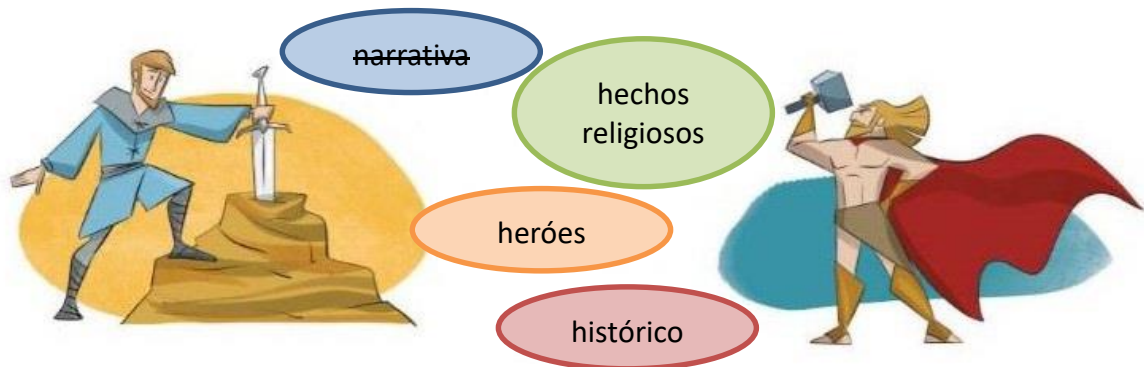 narrativa
hechos
religiosos
heróes
histórico